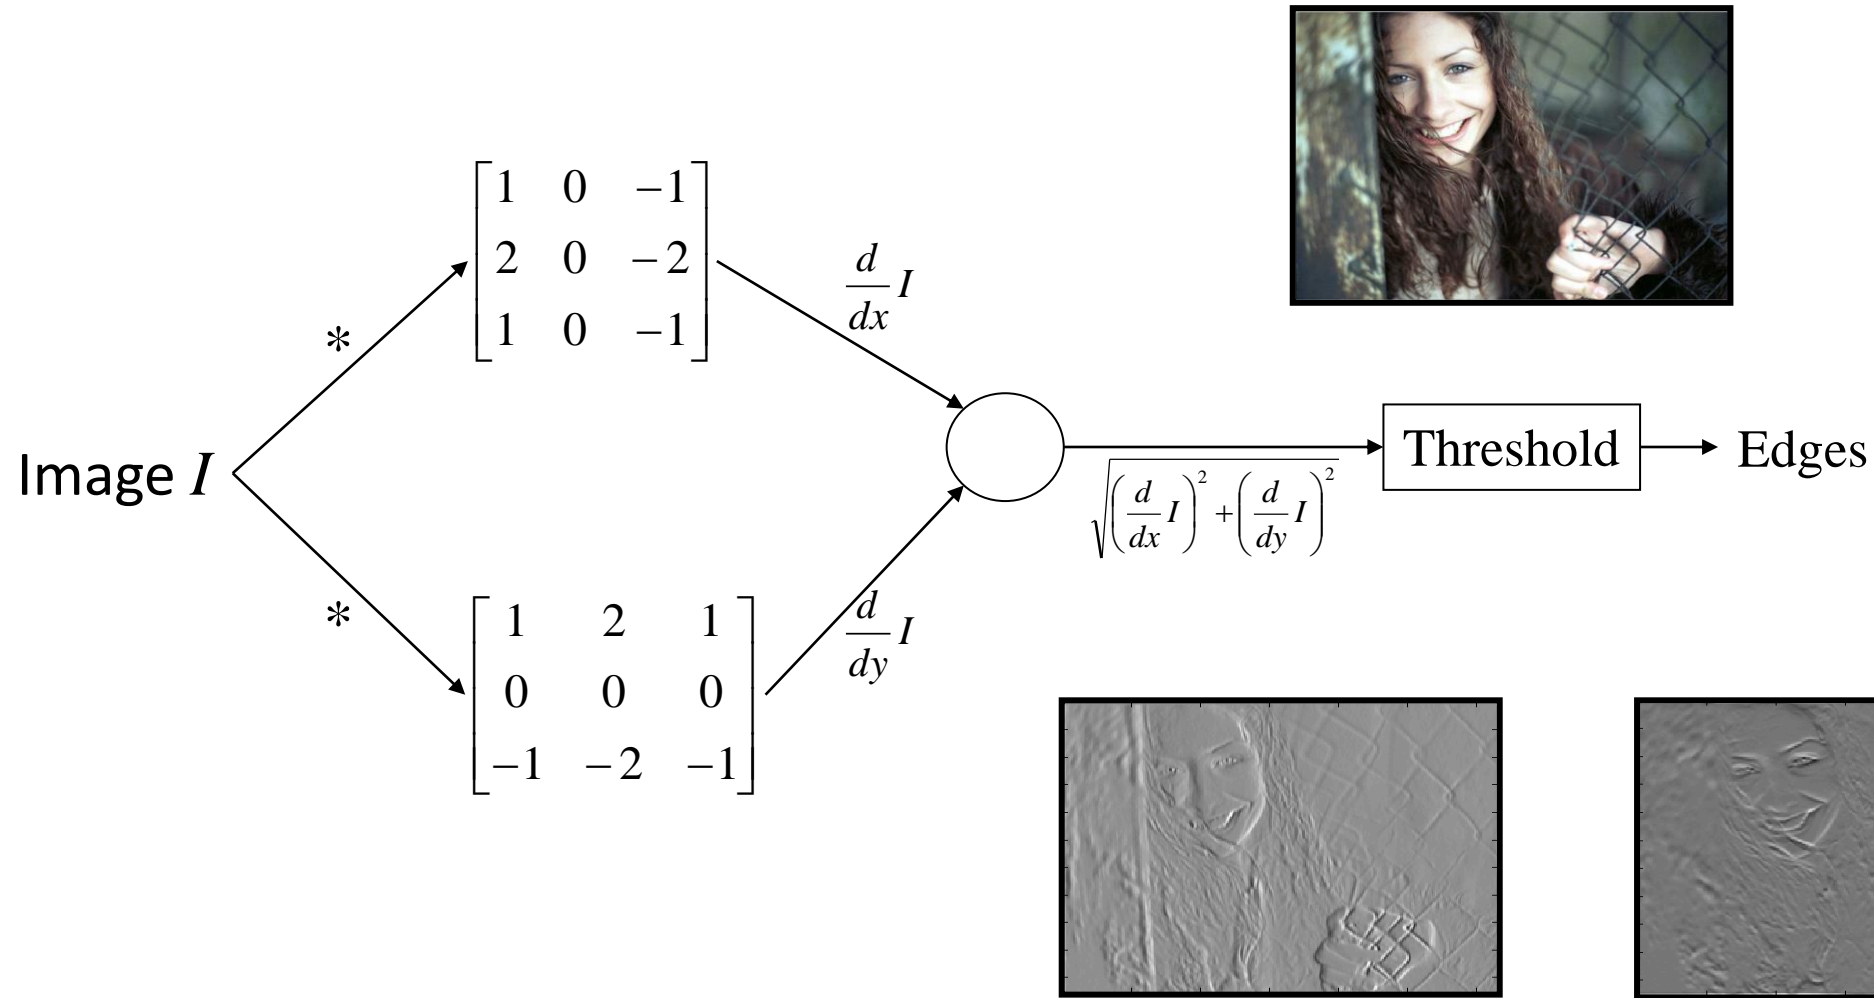 Image I
*
*
[1 0 −1
2 0 −2
1 0 −1]
[1 2 1
0 0 0
−1 −2 −1]
d/dx I
d/dy I
√((d/dx I)² + (d/dy I)²)
Threshold
Edges